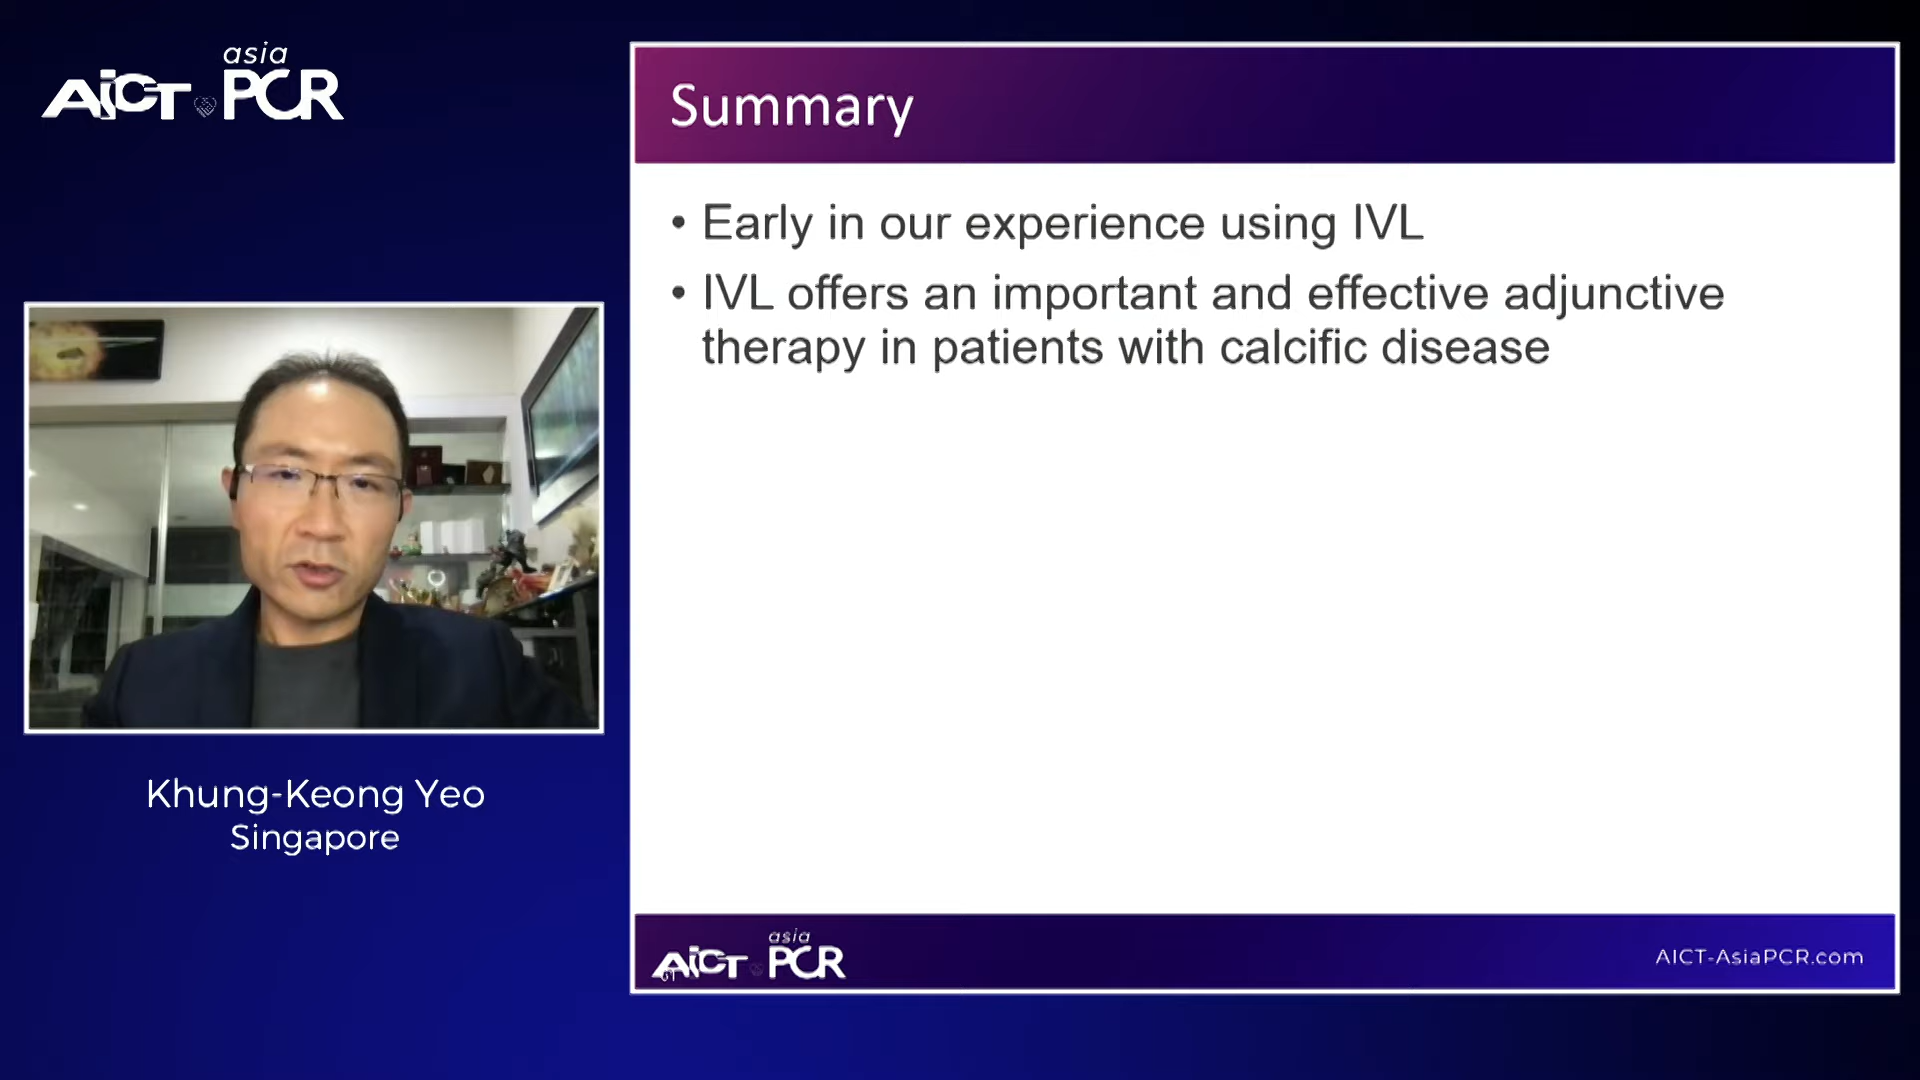 asia
AICT PCR
Summary
• Early in our experience using IVL
• IVL offers an important and effective adjunctive
therapy in patients with calcific disease
Khung-Keong Yeo
Singapore
asia
AICT PCR
AICT-AsiaPCR.com